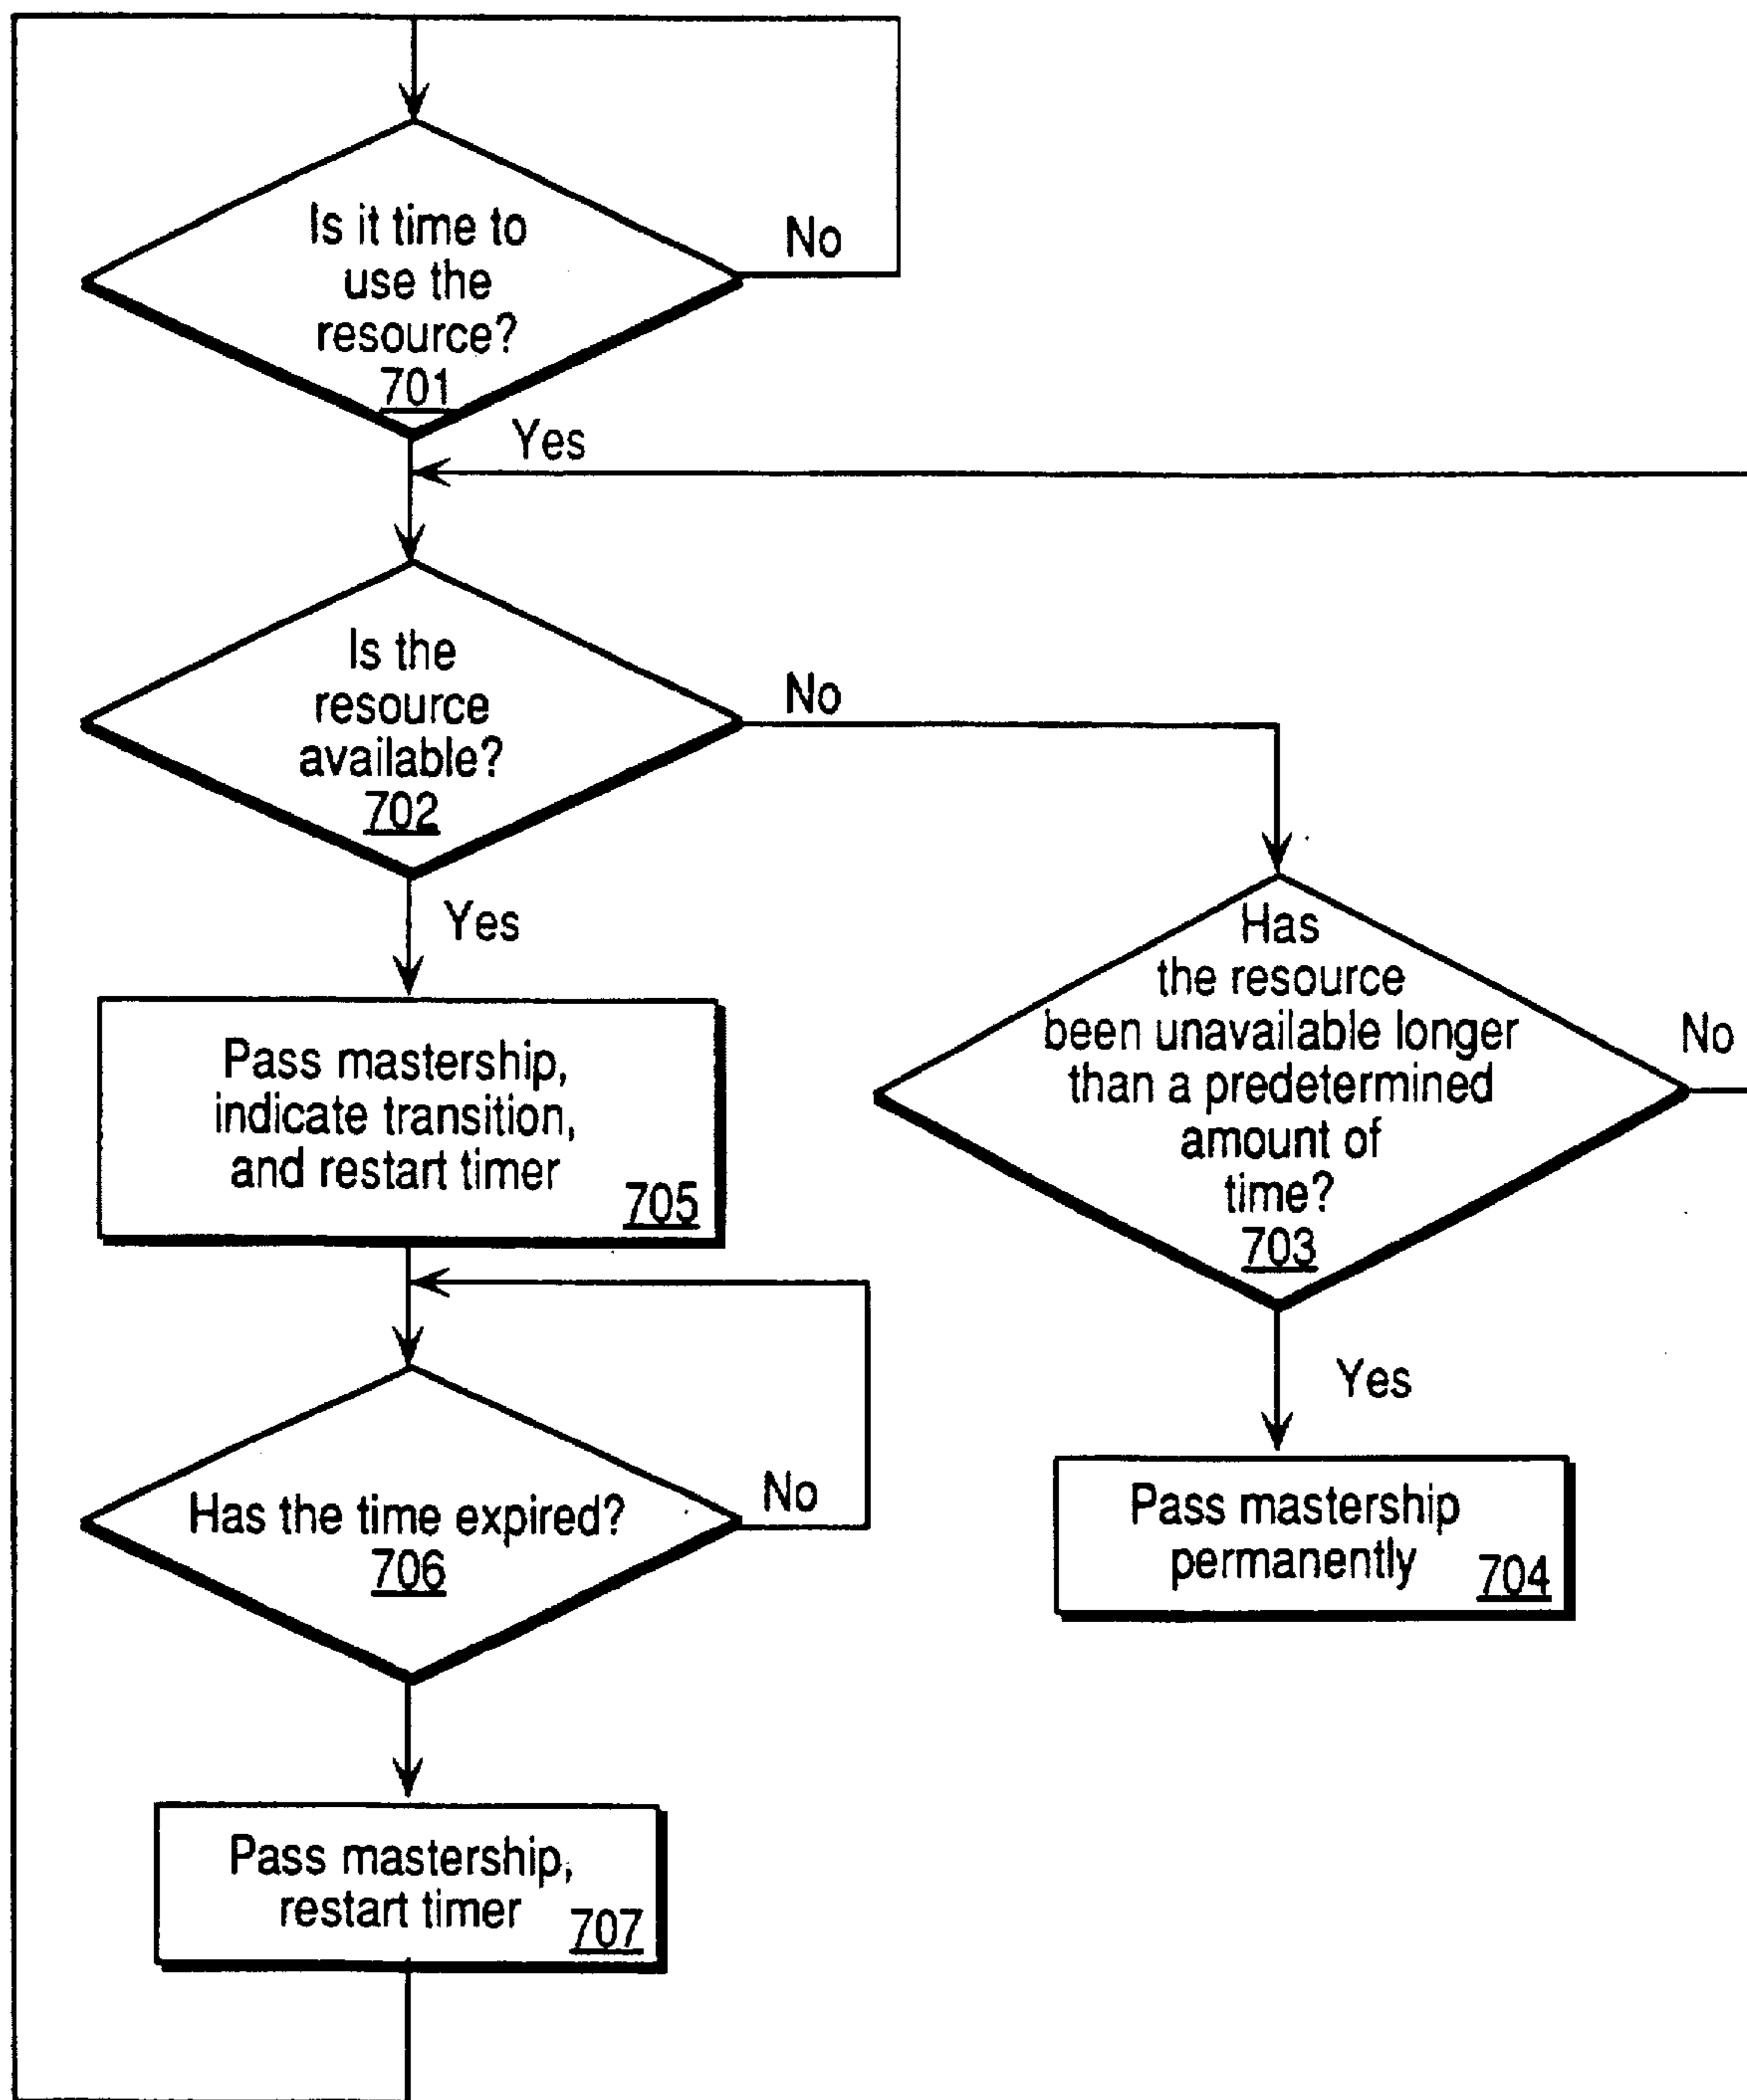 Is it time to
use the
resource?
701
No
Yes
Is the
resource
available?
702
No
Yes
Has
the resource
been unavailable longer
than a predetermined
amount of
time?
703
No
Yes
Pass mastership
permanently
704
Pass mastership,
indicate transition,
and restart timer
705
Has the time expired?
706
No
Pass mastership,
restart timer
707